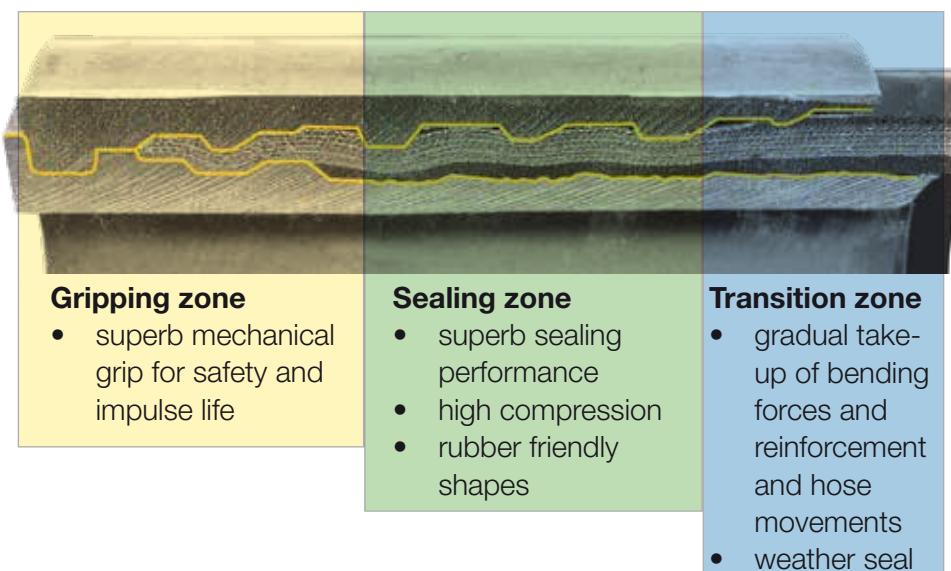 Gripping zone
• superb mechanical
grip for safety and
impulse life
Sealing zone
• superb sealing
performance
• high compression
• rubber friendly
shapes
Transition zone
• gradual take-
up of bending
forces and
reinforcement
and hose
movements
• weather seal